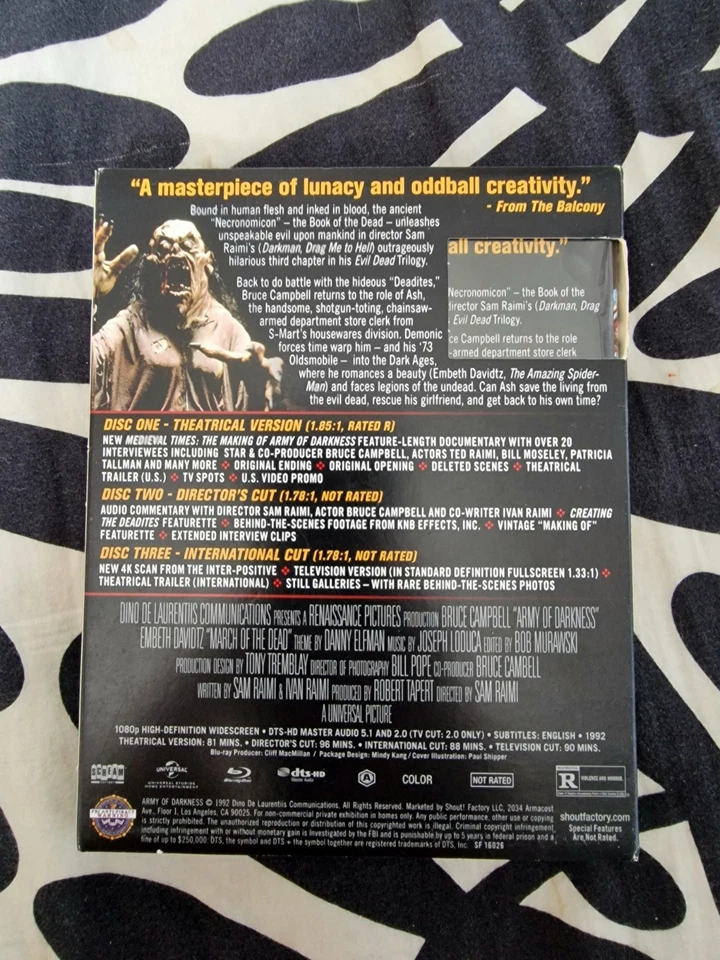 "A masterpiece of lunacy and oddball creativity."
- From The Balcony
Bound in human flesh and inked in blood, the ancient
"Necronomicon" – the Book of the Dead – unleashes
unspeakable evil upon mankind in director Sam
Raimi's (Darkman, Drag Me to Hell) outrageously
hilarious third chapter in his Evil Dead Trilogy.
Back to do battle with the hideous "Deadites,"
Bruce Campbell returns to the role of Ash,
the handsome, shotgun-toting, chainsaw-
armed department store clerk from
S-Mart's housewares division. Demonic
forces time warp him – and his '73
Oldsmobile – into the Dark Ages,
where he romances a beauty (Embeth Davidtz, The Amazing Spider-
Man) and faces legions of the undead. Can Ash save the living from
the evil dead, rescue his girlfriend, and get back to his own time?
all creativity."
Necronomicon" – the Book of the
director Sam Raimi's (Darkman, Drag
Evil Dead Trilogy.
ce Campbell returns to the role
-armed department store clerk
DISC ONE - THEATRICAL VERSION (1.85:1, RATED R)
NEW MEDIEVAL TIMES: THE MAKING OF ARMY OF DARKNESS FEATURE-LENGTH DOCUMENTARY WITH OVER 20
INTERVIEWEES INCLUDING STAR & CO-PRODUCER BRUCE CAMPBELL, ACTORS TED RAIMI, BILL MOSELEY, PATRICIA
TALLMAN AND MANY MORE ❖ ORIGINAL ENDING ❖ ORIGINAL OPENING ❖ DELETED SCENES ❖ THEATRICAL
TRAILER (U.S.) ❖ TV SPOTS ❖ U.S. VIDEO PROMO
DISC TWO - DIRECTOR'S CUT (1.78:1, NOT RATED)
AUDIO COMMENTARY WITH DIRECTOR SAM RAIMI, ACTOR BRUCE CAMPBELL AND CO-WRITER IVAN RAIMI ❖ CREATING
THE DEADITES FEATURETTE ❖ BEHIND-THE-SCENES FOOTAGE FROM KNB EFFECTS, INC. ❖ VINTAGE "MAKING OF"
FEATURETTE ❖ EXTENDED INTERVIEW CLIPS
DISC THREE - INTERNATIONAL CUT (1.78:1, NOT RATED)
NEW 4K SCAN FROM THE INTER-POSITIVE ❖ TELEVISION VERSION (IN STANDARD DEFINITION FULLSCREEN 1.33:1) ❖
THEATRICAL TRAILER (INTERNATIONAL) ❖ STILL GALLERIES – WITH RARE BEHIND-THE-SCENES PHOTOS
DINO DE LAURENTIIS COMMUNICATIONS PRESENTS A RENAISSANCE PICTURES PRODUCTION BRUCE CAMPBELL "ARMY OF DARKNESS"
EMBETH DAVIDTZ "MARCH OF THE DEAD" THEME BY DANNY ELFMAN MUSIC BY JOSEPH LODUCA EDITED BY BOB MURAWSKI
PRODUCTION DESIGN BY TONY TREMBLAY DIRECTOR OF PHOTOGRAPHY BILL POPE CO-PRODUCER BRUCE CAMBELL
WRITTEN BY SAM RAIMI & IVAN RAIMI PRODUCED BY ROBERT TAPERT DIRECTED BY SAM RAIMI
A UNIVERSAL PICTURE
1080p HIGH-DEFINITION WIDESCREEN • DTS-HD MASTER AUDIO 5.1 AND 2.0 (TV CUT: 2.0 ONLY) • SUBTITLES: ENGLISH • 1992
THEATRICAL VERSION: 81 MINS. • DIRECTOR'S CUT: 96 MINS. • INTERNATIONAL CUT: 88 MINS. • TELEVISION CUT: 90 MINS.
Blu-ray Producer: Cliff MacMillan / Package Design: Mindy Kang / Cover Illustration: Paul Shipper
SCREAM FACTORY
UNIVERSAL
UNIVERSAL STUDIOS
HOME ENTERTAINMENT
Blu-ray Disc
dts-HD
Master Audio
A
COLOR
NOT RATED
R
VIOLENCE AND HORROR.
ARMY OF DARKNESS © 1992 Dino De Laurentiis Communications. All Rights Reserved. Marketed by Shout! Factory LLC, 2034 Armacost
Ave., Floor 1, Los Angeles, CA 90025. For non-commercial private exhibition in homes only. Any public performance, other use or copying
is strictly prohibited. The unauthorized reproduction or distribution of this copyrighted work is illegal. Criminal copyright infringement,
including infringement with or without monetary gain is investigated by the FBI and is punishable by up to 5 years in federal prison and a
fine of up to $250,000. DTS, the symbol and DTS + the symbol together are registered trademarks of DTS, Inc. SF 16026
shoutfactory.com
Special Features
Are Not Rated.